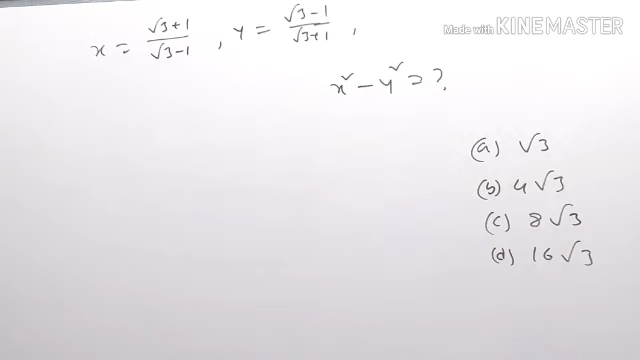 Made with KINEMASTER
x = √3+1/√3-1 , y = √3-1/√3+1 ,
x² - y² = ?
(a) √3
(b) 4√3
(c) 8√3
(d) 16√3